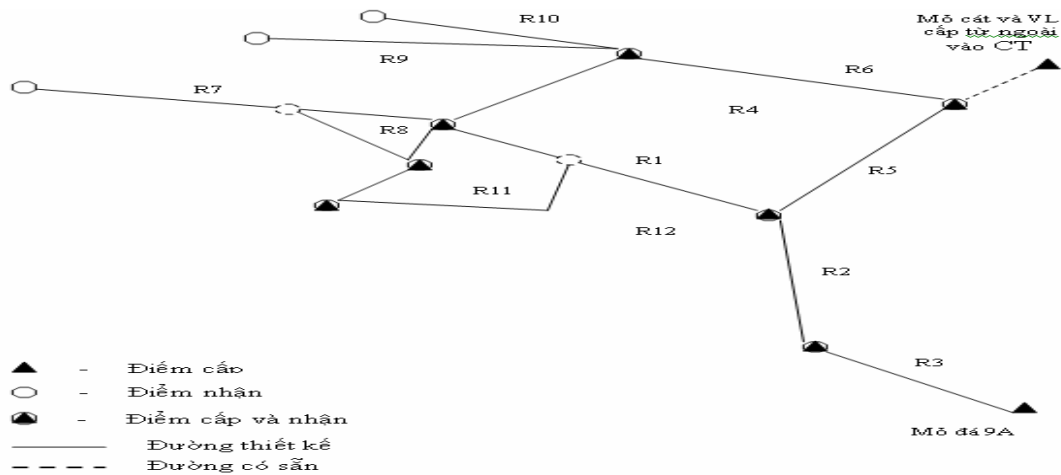 R10
Mỏ cát và VL
cấp từ ngoài
vào CT
R9
R6
R7
R4
R8
R1
R5
R11
R12
R2
R3
Mỏ đá 9A
- Điểm cấp
- Điểm nhận
- Điểm cấp và nhận
Đường thiết kế
Đường có sẵn